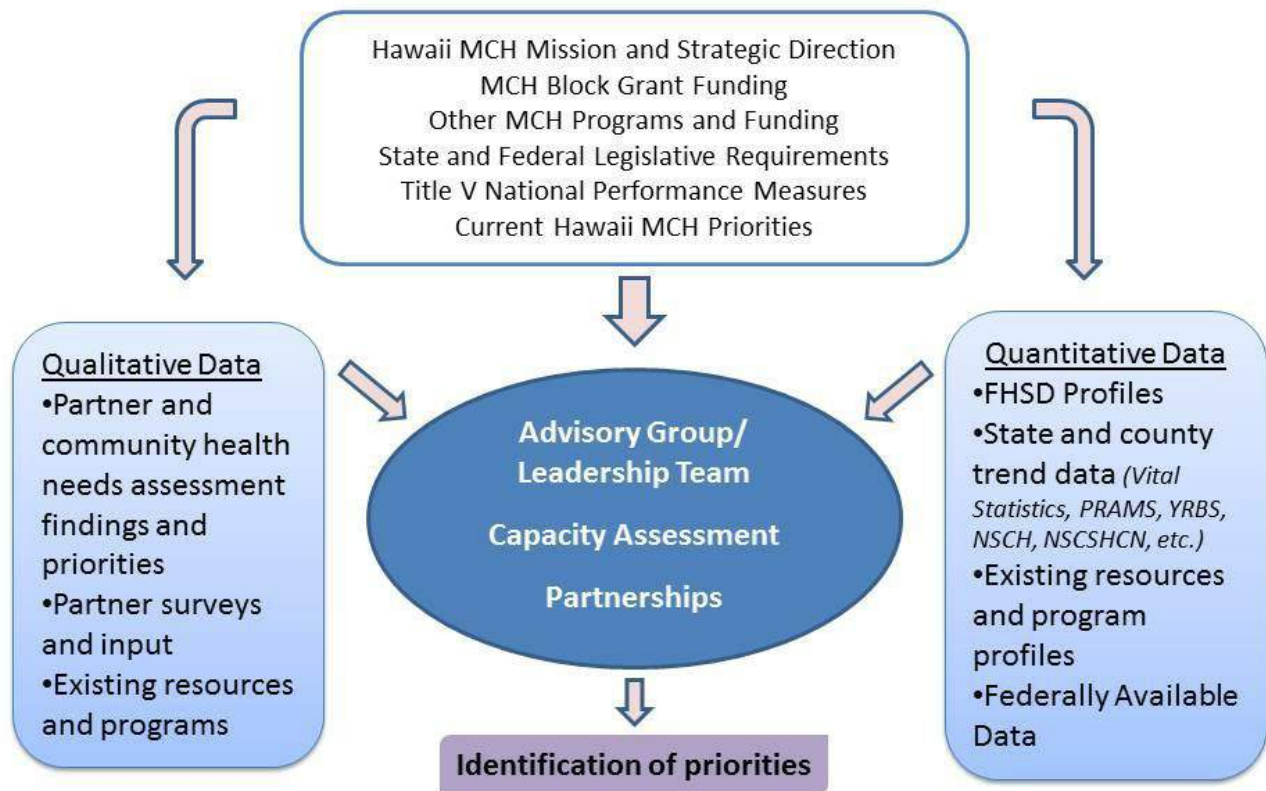 Hawaii MCH Mission and Strategic Direction
MCH Block Grant Funding
Other MCH Programs and Funding
State and Federal Legislative Requirements
Title V National Performance Measures
Current Hawaii MCH Priorities
Qualitative Data
•Partner and
community health
needs assessment
findings and
priorities
•Partner surveys
and input
•Existing resources
and programs
Advisory Group/
Leadership Team
Capacity Assessment
Partnerships
Quantitative Data
•FHSD Profiles
•State and county
trend data (Vital
Statistics, PRAMS, YRBS,
NSCH, NSCSHCN, etc.)
•Existing resources
and program
profiles
•Federally Available
Data
Identification of priorities